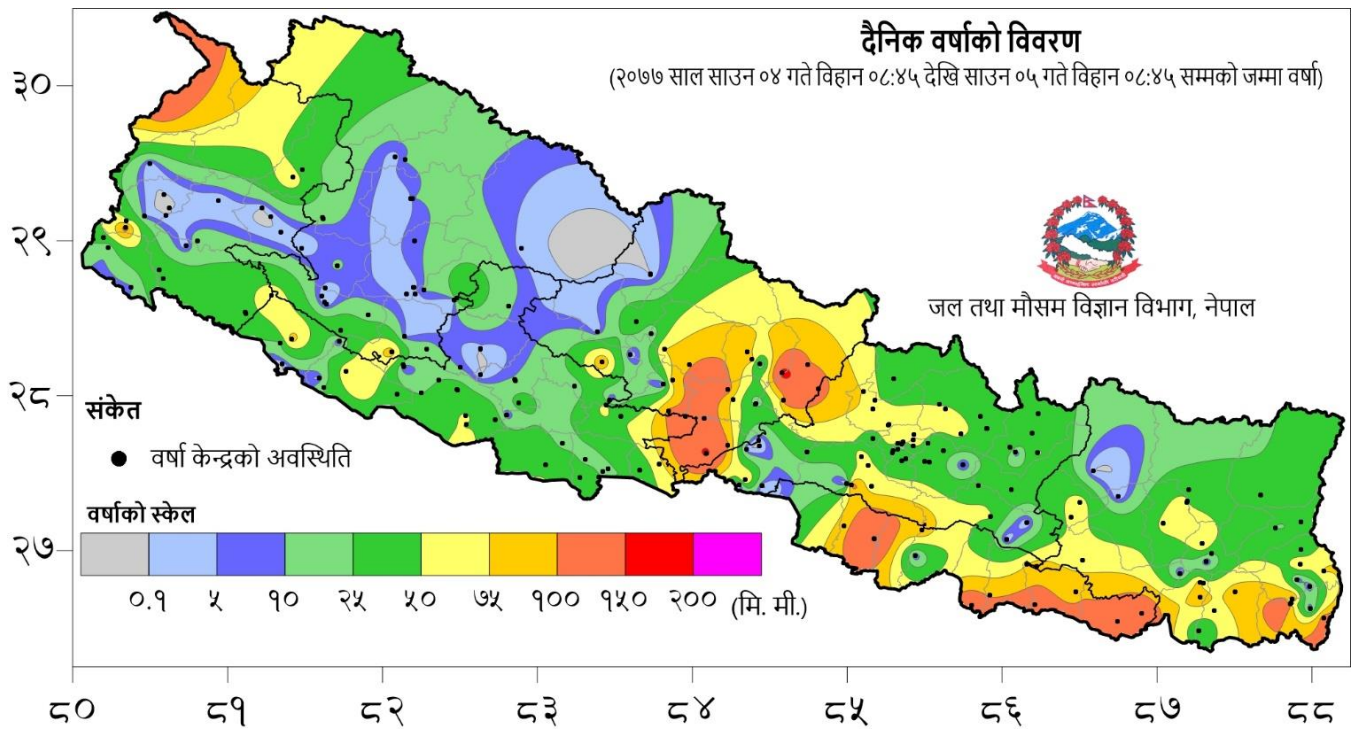 दैनिक वर्षाको विवरण
(२०७७ साल साउन ०४ गते विहान ०८:४५ देखि साउन ०५ गते विहान ०८:४५ सम्मको जम्मा वर्षा)
३०
२९
२८
२७
जल तथा मौसम विज्ञान विभाग, नेपाल
संकेत
वर्षा केन्द्रको अवस्थिति
वर्षाको स्केल
०.१ ५ १० २५ ५० ७५ १०० १५० २०० (मि. मी.)
८० ८१ ८२ ८३ ८४ ८५ ८६ ८७ ८८